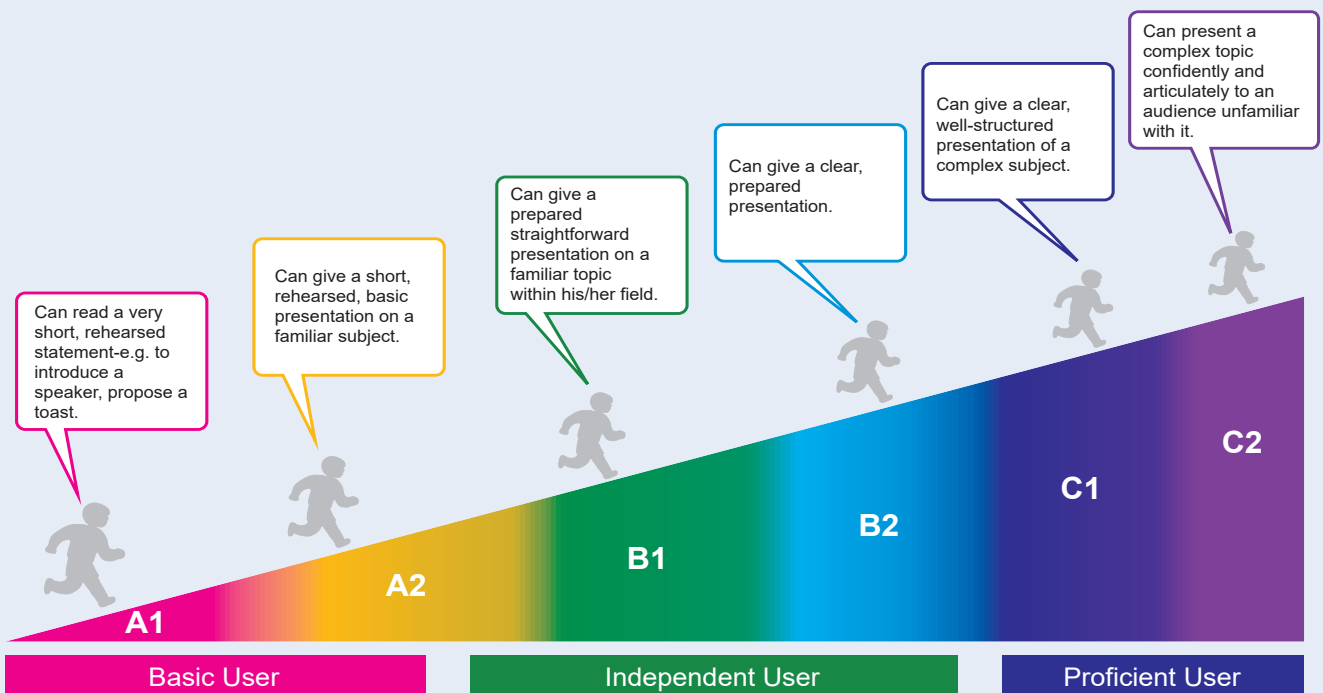 Can read a very
short, rehearsed
statement-e.g. to
introduce a
speaker, propose a
toast.
Can give a short,
rehearsed, basic
presentation on a
familiar subject.
Can give a
prepared
straightforward
presentation on a
familiar topic
within his/her field.
Can give a clear,
prepared
presentation.
Can give a clear,
well-structured
presentation of a
complex subject.
Can present a
complex topic
confidently and
articulately to an
audience unfamiliar
with it.
A1
A2
B1
B2
C1
C2
Basic User
Independent User
Proficient User